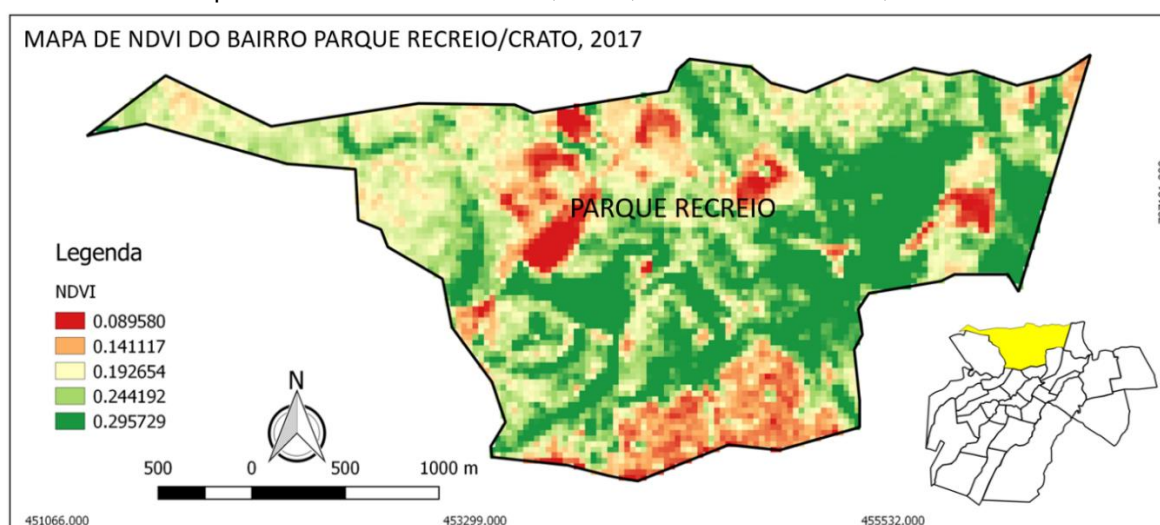 MAPA DE NDVI DO BAIRRO PARQUE RECREIO/CRATO, 2017
PARQUE RECREIO
Legenda
NDVI
0.089580
0.141117
0.192654
0.244192
0.295729
N
500 0 500 1000 m
451066.000 453299.000 455532.000